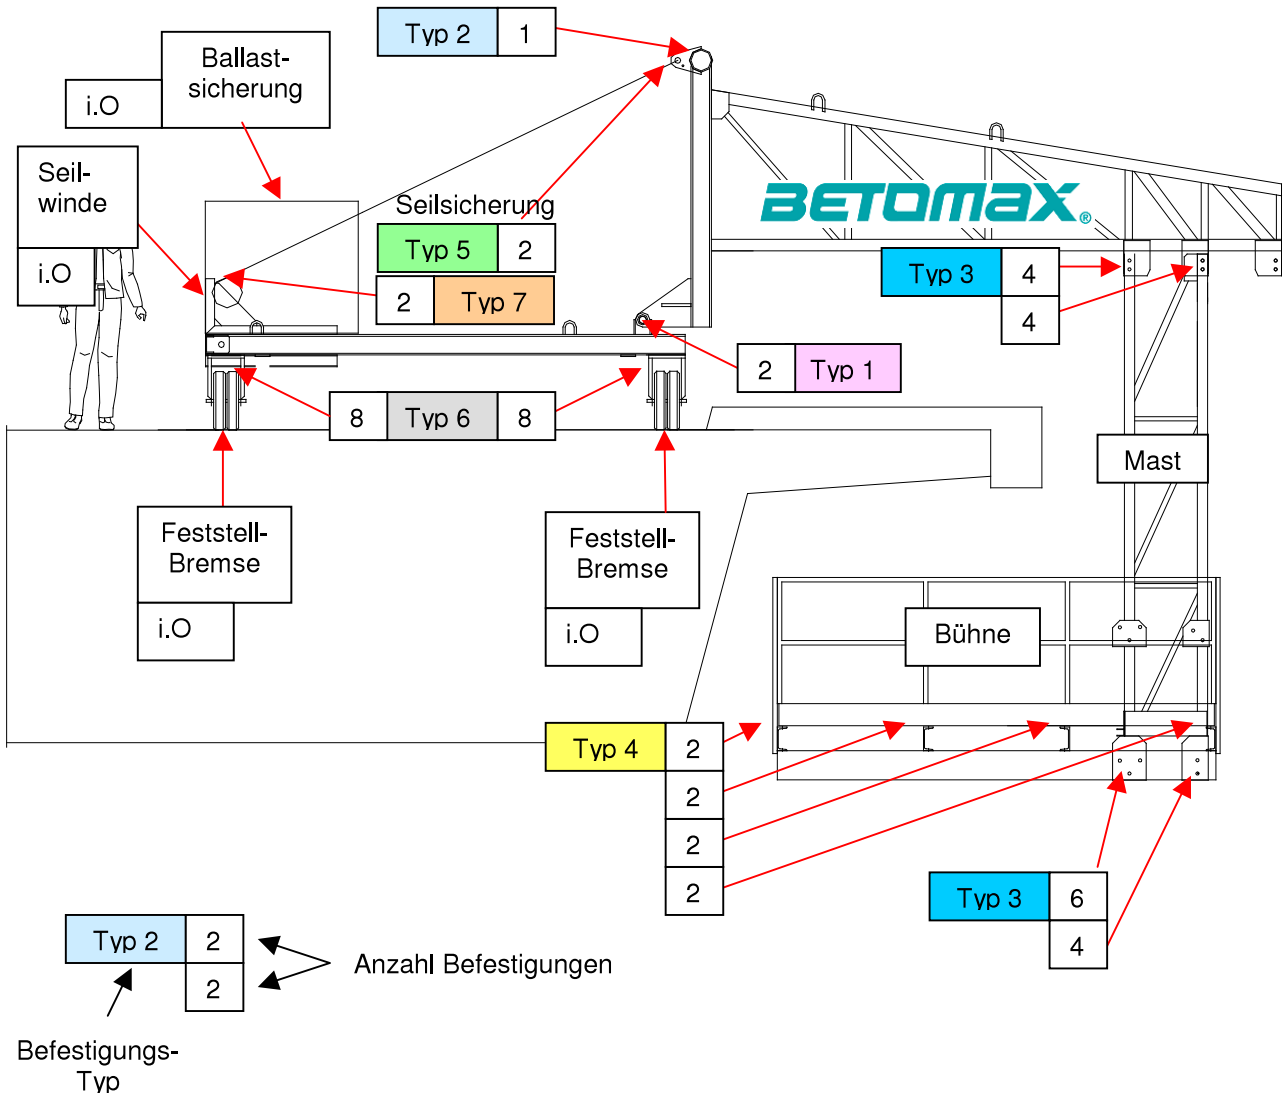 Typ 2 1
Ballast-
sicherung
i.O
Seil-
winde
i.O
BETOMAX®
Seilsicherung
Typ 5 2
2 Typ 7
Typ 3 4
4
2 Typ 1
8 Typ 6 8
Mast
Feststell-
Bremse
i.O
Feststell-
Bremse
i.O
Bühne
Typ 4 2
2
2
2
Typ 3 6
4
Typ 2 2
2
Anzahl Befestigungen
Befestigungs-
Typ